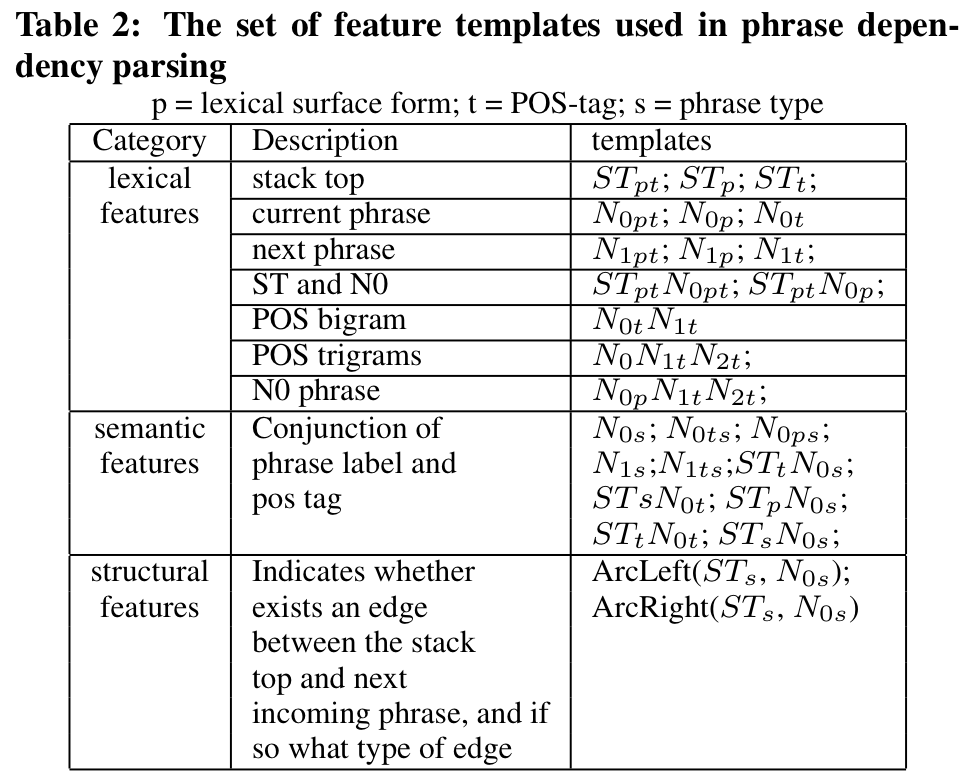 Table 2: The set of feature templates used in phrase depen-
dency parsing
p = lexical surface form; t = POS-tag; s = phrase type
Category Description templates
lexical stack top ST_{pt}; ST_p; ST_t;
features current phrase N_{0pt}; N_{0p}; N_{0t}
next phrase N_{1pt}; N_{1p}; N_{1t};
ST and N0 ST_{pt}N_{0pt}; ST_{pt}N_{0p};
POS bigram N_{0t}N_{1t}
POS trigrams N_0N_{1t}N_{2t};
N0 phrase N_{0p}N_{1t}N_{2t};
semantic Conjunction of N_{0s}; N_{0ts}; N_{0ps};
features phrase label and N_{1s};N_{1ts};ST_tN_{0s};
pos tag STsN_{0t}; ST_pN_{0s};
ST_tN_{0t}; ST_sN_{0s};
structural Indicates whether ArcLeft(ST_s, N_{0s});
features exists an edge ArcRight(ST_s, N_{0s})
between the stack
top and next
incoming phrase, and if
so what type of edge